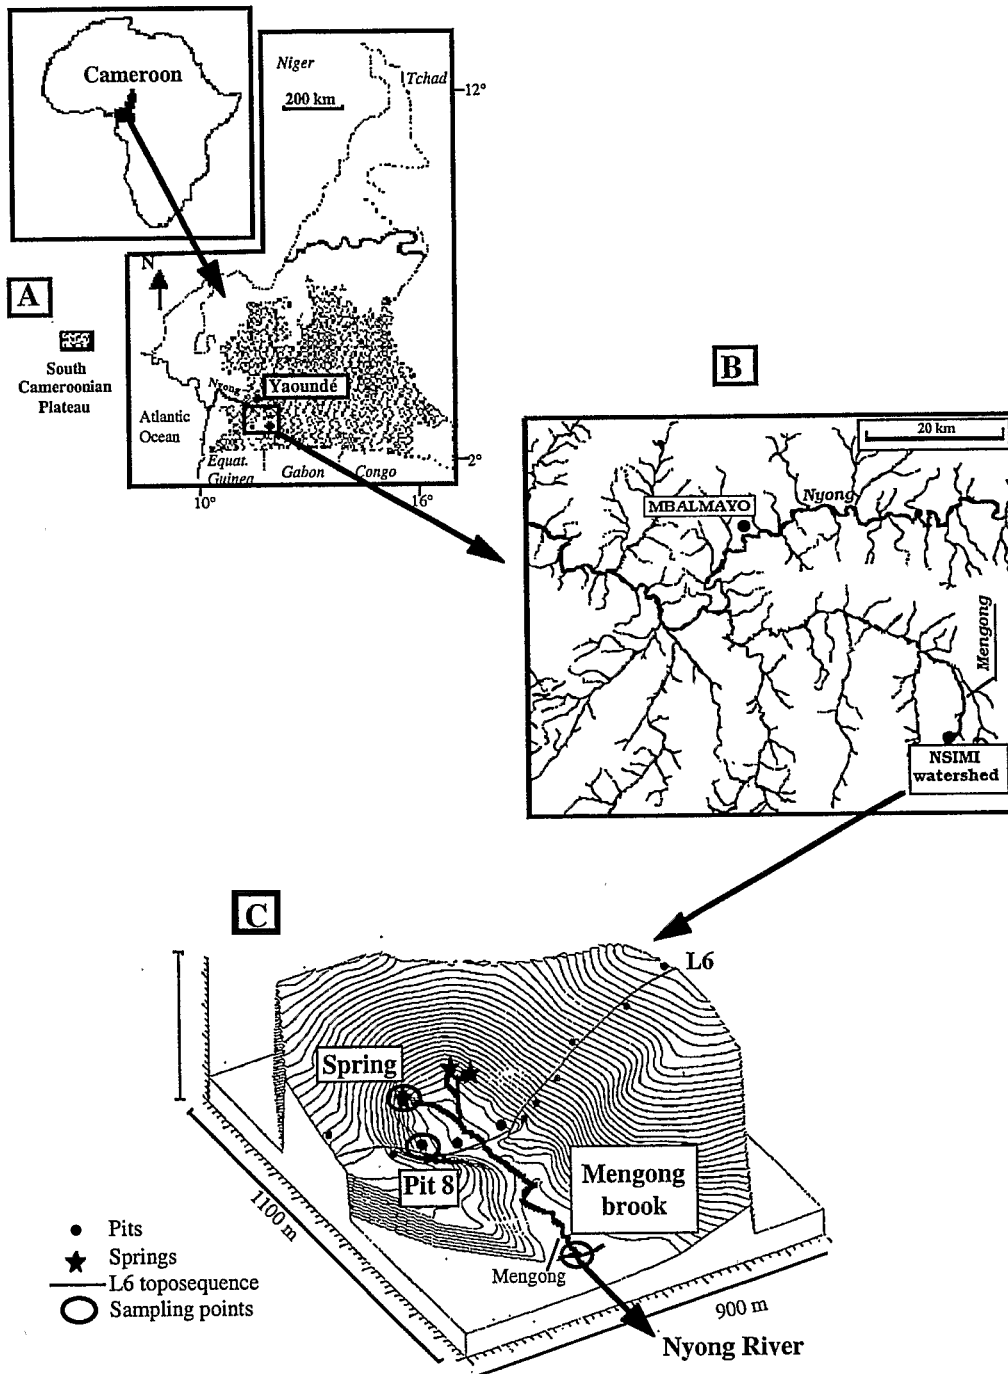 Cameroon
Niger
Tchad
200 km
12°
N
A
South
Cameroonian
Plateau
Nyong
Yaoundé
Atlantic
Ocean
Equat.
Guinea
Gabon
Congo
2°
10°
16°
B
20 km
MBALMAYO
Nyong
Mengong
NSIMI
watershed
C
L6
Spring
Pit 8
Mengong
brook
1100 m
Pits
Springs
L6 toposequence
Sampling points
Mengong
900 m
Nyong River